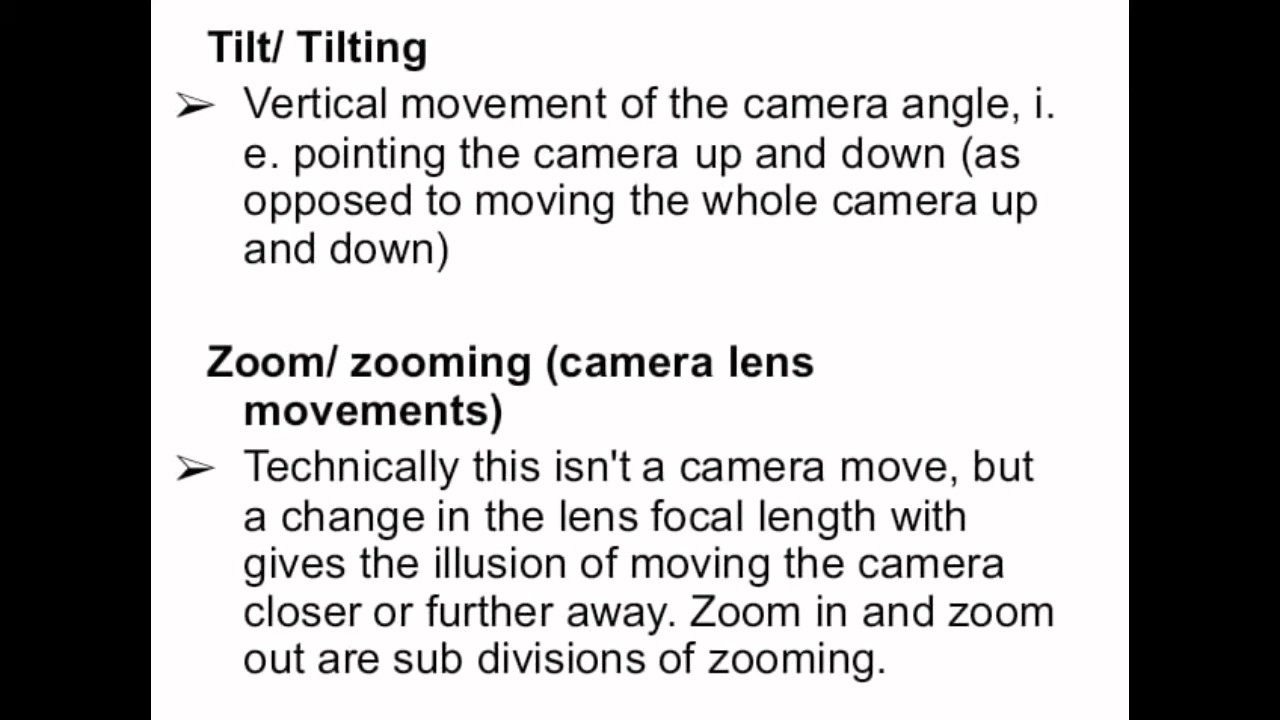 Tilt/ Tilting
➢ Vertical movement of the camera angle, i.
e. pointing the camera up and down (as
opposed to moving the whole camera up
and down)
Zoom/ zooming (camera lens
movements)
➢ Technically this isn't a camera move, but
a change in the lens focal length with
gives the illusion of moving the camera
closer or further away. Zoom in and zoom
out are sub divisions of zooming.